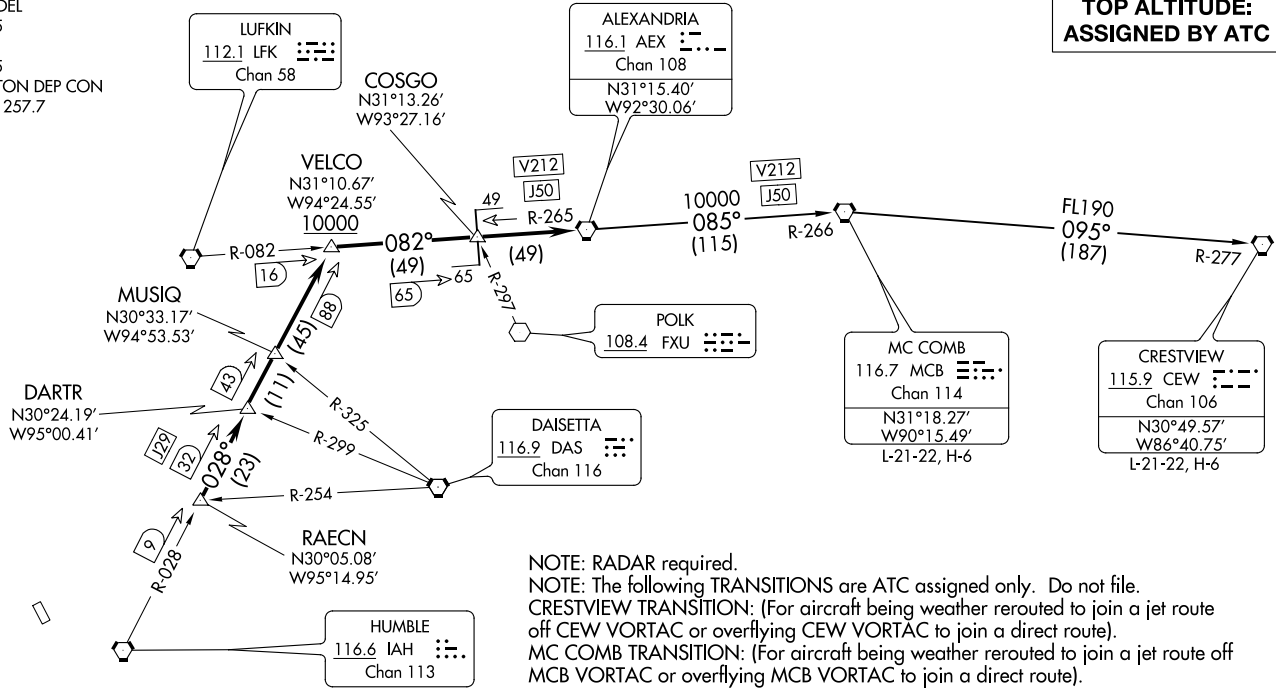 DEL
5
5
TON DEP CON
257.7
TOP ALTITUDE:
ASSIGNED BY ATC
LUFKIN
112.1 LFK
Chan 58
ALEXANDRIA
116.1 AEX
Chan 108
N31°15.40′
W92°30.06′
COSGO
N31°13.26′
W93°27.16′
VELCO
N31°10.67′
W94°24.55′
10000
R-082
16
082°
(49)
65
65
49
V212
J50
R-265
(49)
V212
J50
10000
085°
(115)
R-266
FL190
095°
(187)
R-277
R-297
POLK
108.4 FXU
MUSIQ
N30°33.17′
W94°53.53′
88
(45)
43
(11)
DARTR
N30°24.19′
W95°00.41′
J29
32
028°
(23)
R-325
R-299
R-254
DAISETTA
116.9 DAS
Chan 116
MC COMB
116.7 MCB
Chan 114
N31°18.27′
W90°15.49′
L-21-22, H-6
CRESTVIEW
115.9 CEW
Chan 106
N30°49.57′
W86°40.75′
L-21-22, H-6
RAECN
N30°05.08′
W95°14.95′
9
R-028
HUMBLE
116.6 IAH
Chan 113
NOTE: RADAR required.
NOTE: The following TRANSITIONS are ATC assigned only. Do not file.
CRESTVIEW TRANSITION: (For aircraft being weather rerouted to join a jet route
off CEW VORTAC or overflying CEW VORTAC to join a direct route).
MC COMB TRANSITION: (For aircraft being weather rerouted to join a jet route off
MCB VORTAC or overflying MCB VORTAC to join a direct route).